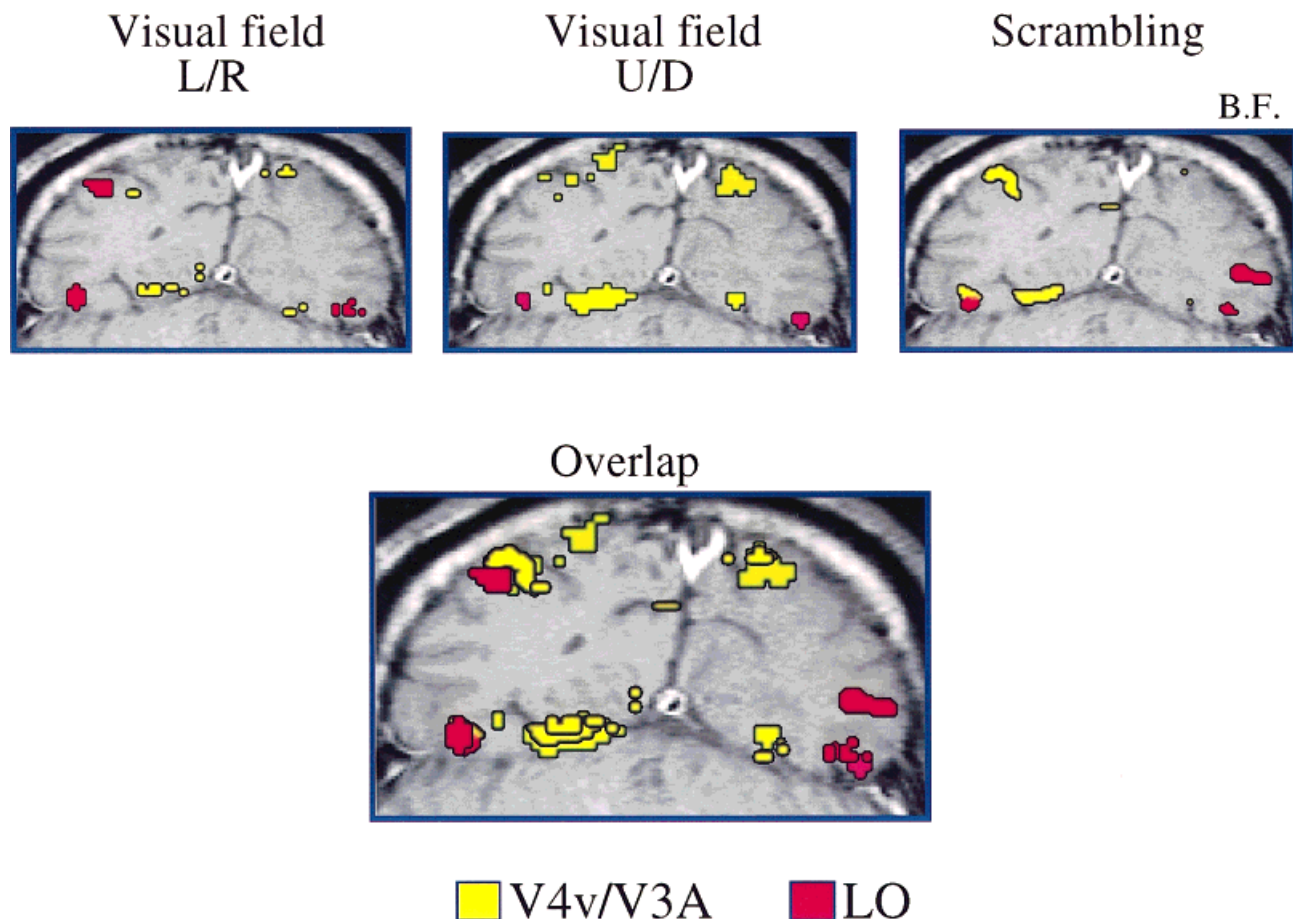 Visual field
L/R
Visual field
U/D
Scrambling
B.F.
Overlap
V4v/V3A
LO